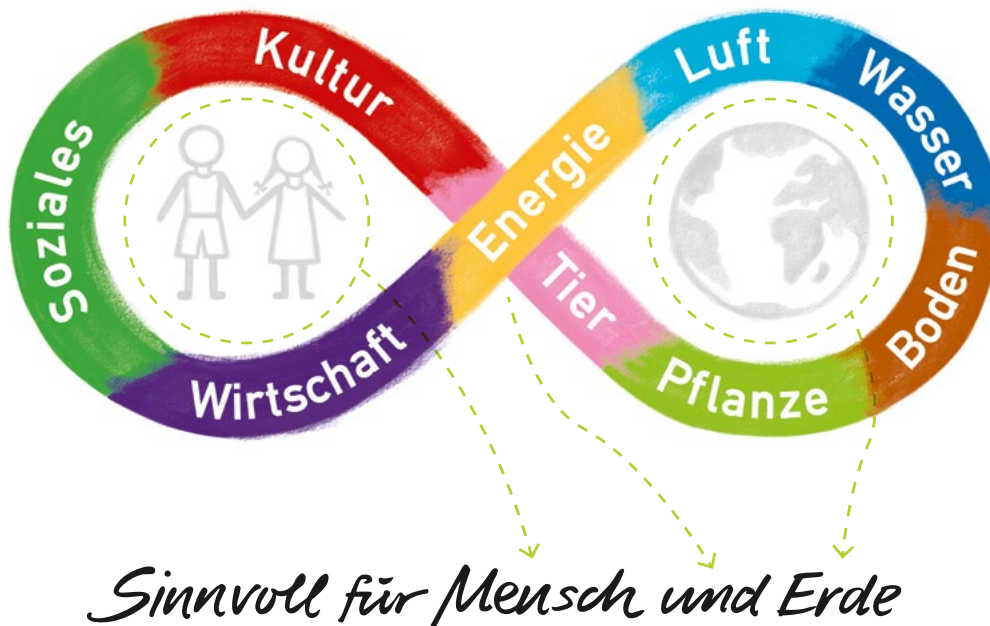 Kultur
Soziales
Wirtschaft
Energie
Luft
Wasser
Boden
Pflanze
Tier
Sinnvoll für Mensch und Erde